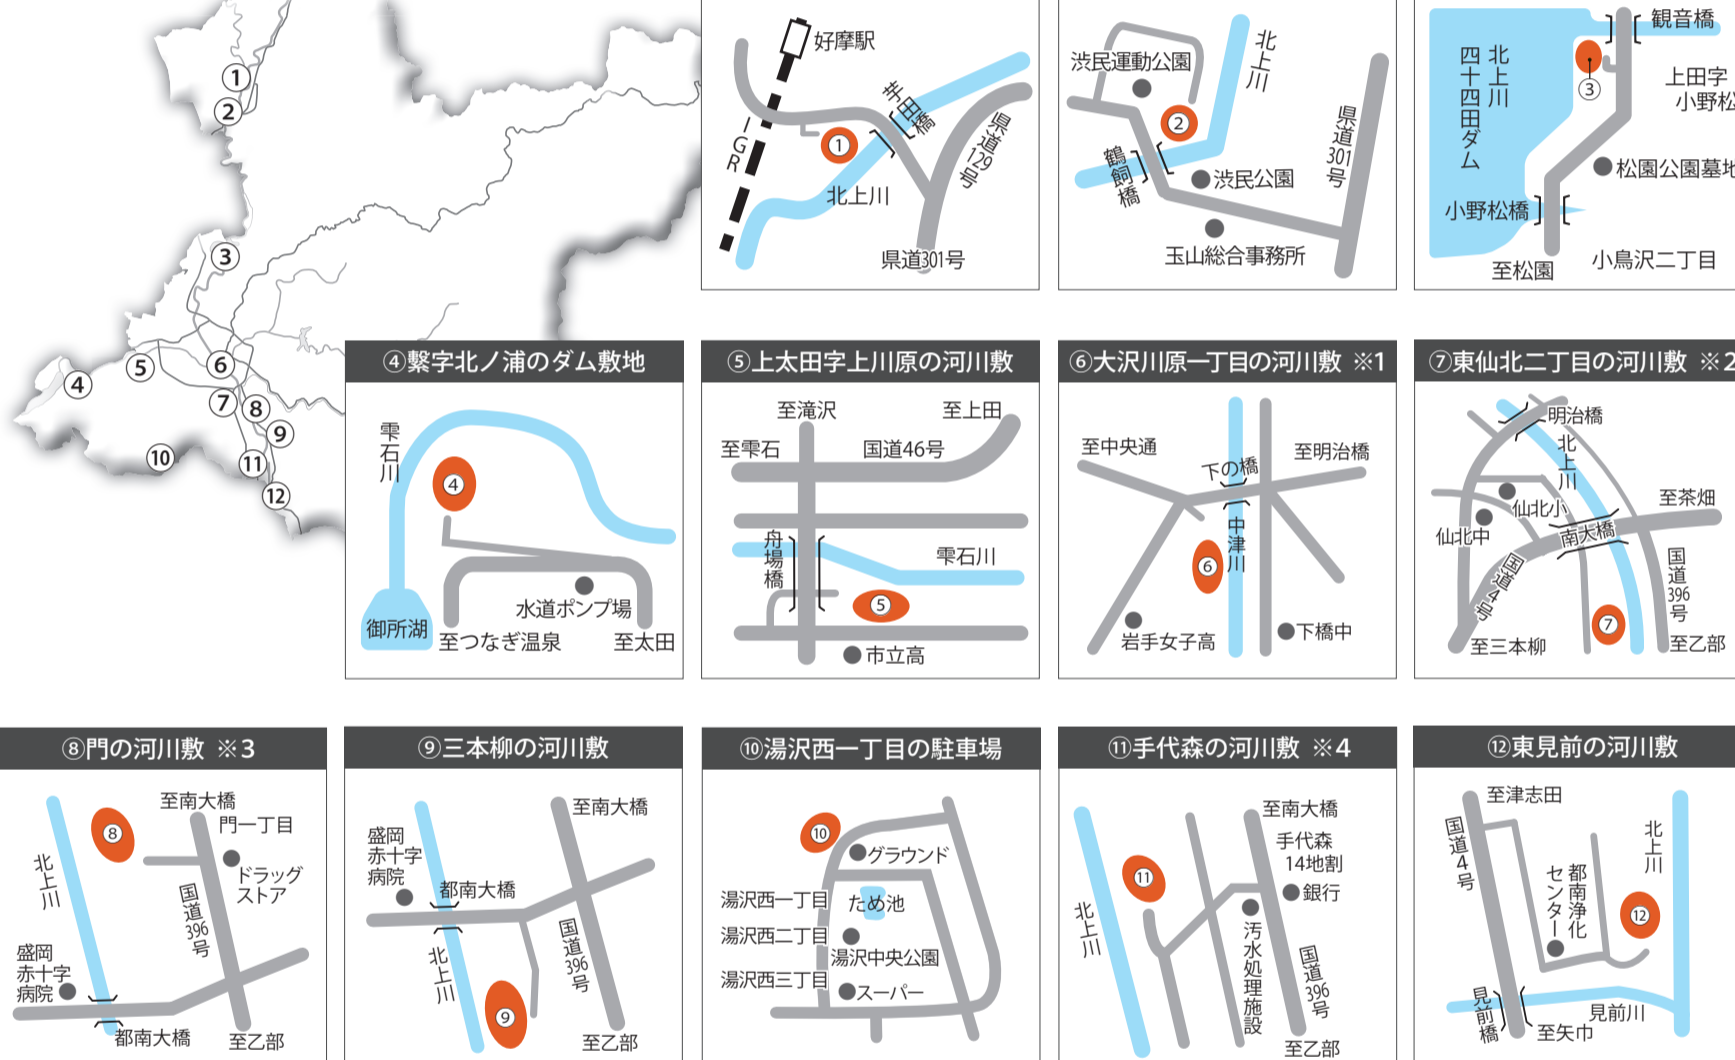 ①
②
③
④
⑤
⑥
⑦
⑧
⑨
⑩
⑪
⑫
好摩駅
IGR
①
芋田橋
北上川
県道129号
県道301号
渋民運動公園
②
北上川
鶴飼橋
渋民公園
玉山総合事務所
県道301号
観音橋
北上川
四十四田ダム
③
上田字
小野松
松園公園墓地
小野松橋
至松園
小鳥沢二丁目
④繋字北ノ浦のダム敷地
雫石川
④
御所湖
水道ポンプ場
至つなぎ温泉
至太田
⑤上太田字上川原の河川敷
至滝沢
至上田
至雫石
国道46号
舟場橋
雫石川
⑤
市立高
⑥大沢川原一丁目の河川敷 ※1
至中央通
下の橋
至明治橋
中津川
⑥
岩手女子高
下橋中
⑦東仙北二丁目の河川敷 ※2
明治橋
北上川
仙北小
至茶畑
仙北中
南大橋
国道4号
国道396号
⑦
至三本柳
至乙部
⑧門の河川敷 ※3
至南大橋
⑧
門一丁目
北上川
ドラッグ
ストア
国道396号
盛岡
赤十字
病院
都南大橋
至乙部
⑨三本柳の河川敷
至南大橋
盛岡
赤十字
病院
都南大橋
北上川
国道396号
⑨
至乙部
⑩湯沢西一丁目の駐車場
⑩
グラウンド
湯沢西一丁目
ため池
湯沢西二丁目
湯沢中央公園
湯沢西三丁目
スーパー
⑪手代森の河川敷 ※4
至南大橋
手代森
14地割
⑪
銀行
北上川
汚水処理施設
国道396号
至乙部
⑫東見前の河川敷
至津志田
国道4号
北上川
都南浄化
センター
⑫
見前橋
見前川
至矢巾